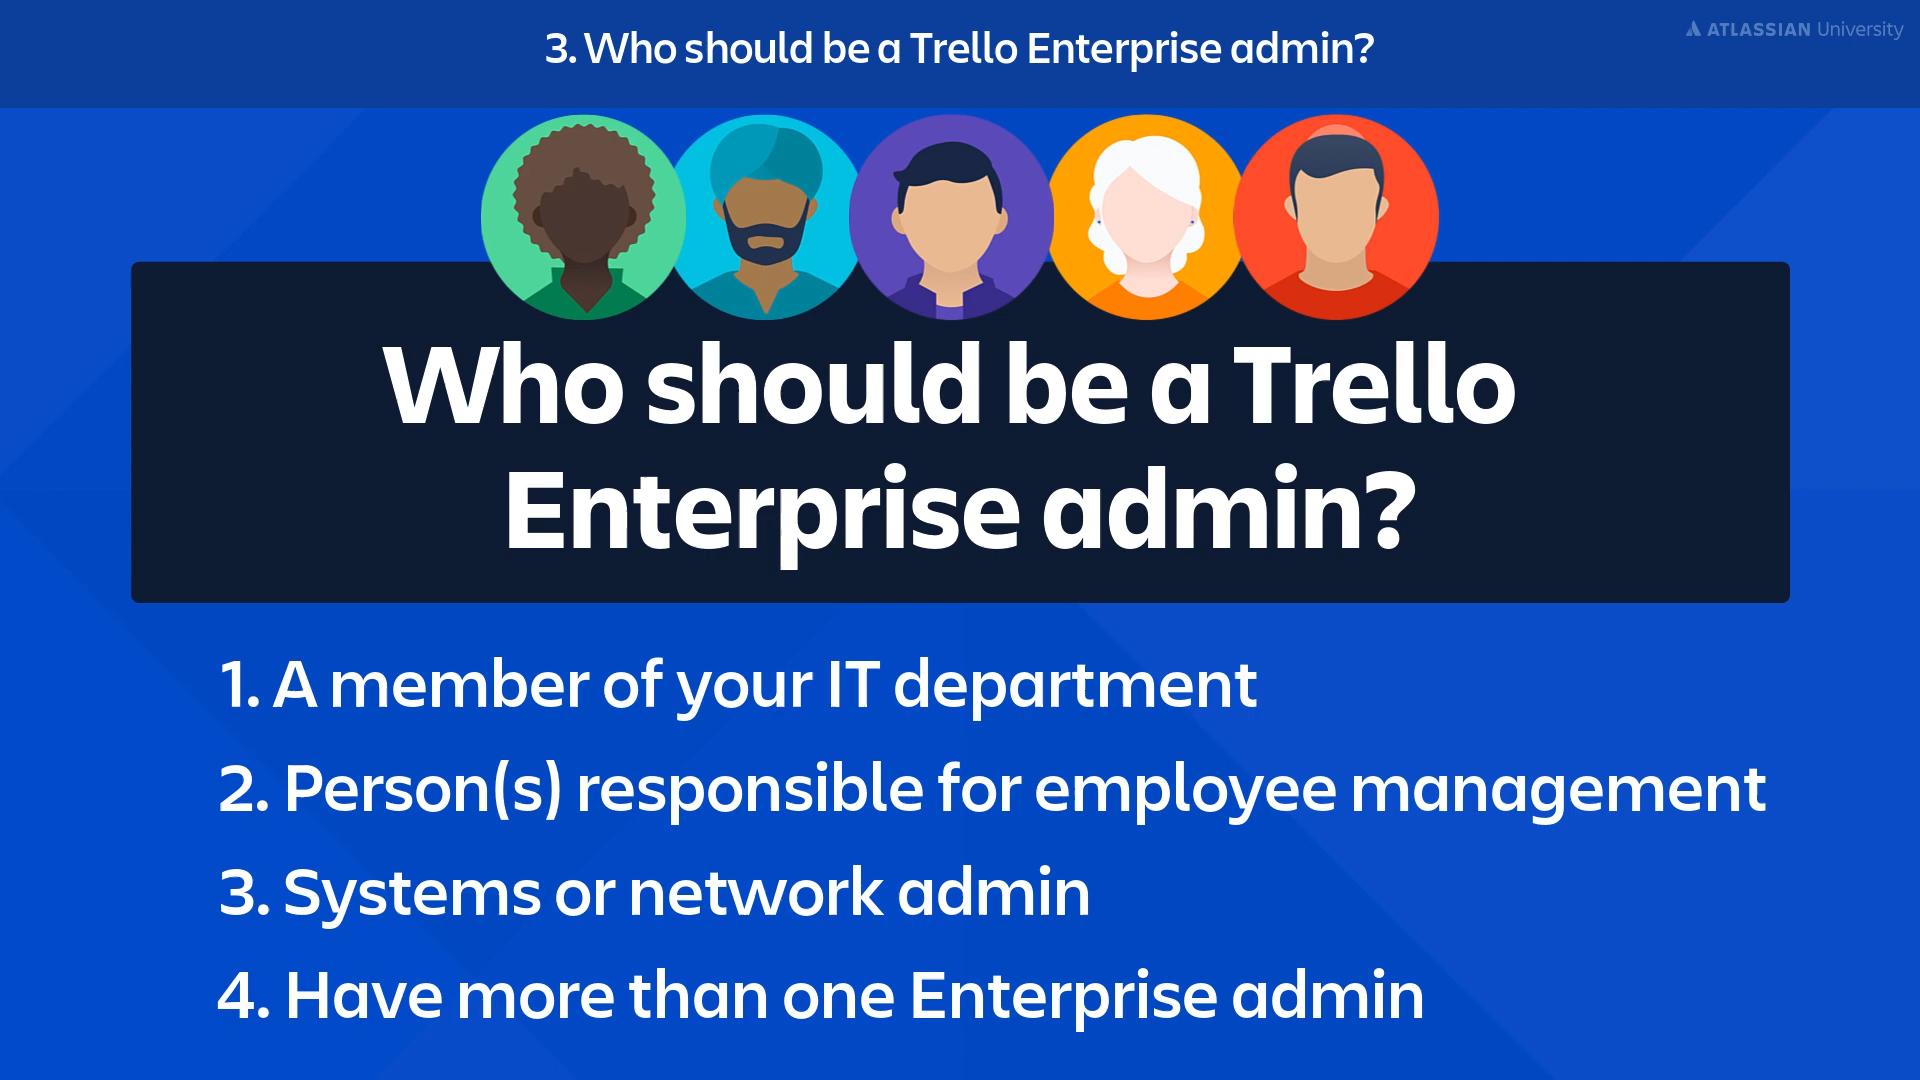 3. Who should be a Trello Enterprise admin?
ATLASSIAN University
Who should be a Trello
Enterprise admin?
1. A member of your IT department
2. Person(s) responsible for employee management
3. Systems or network admin
4. Have more than one Enterprise admin